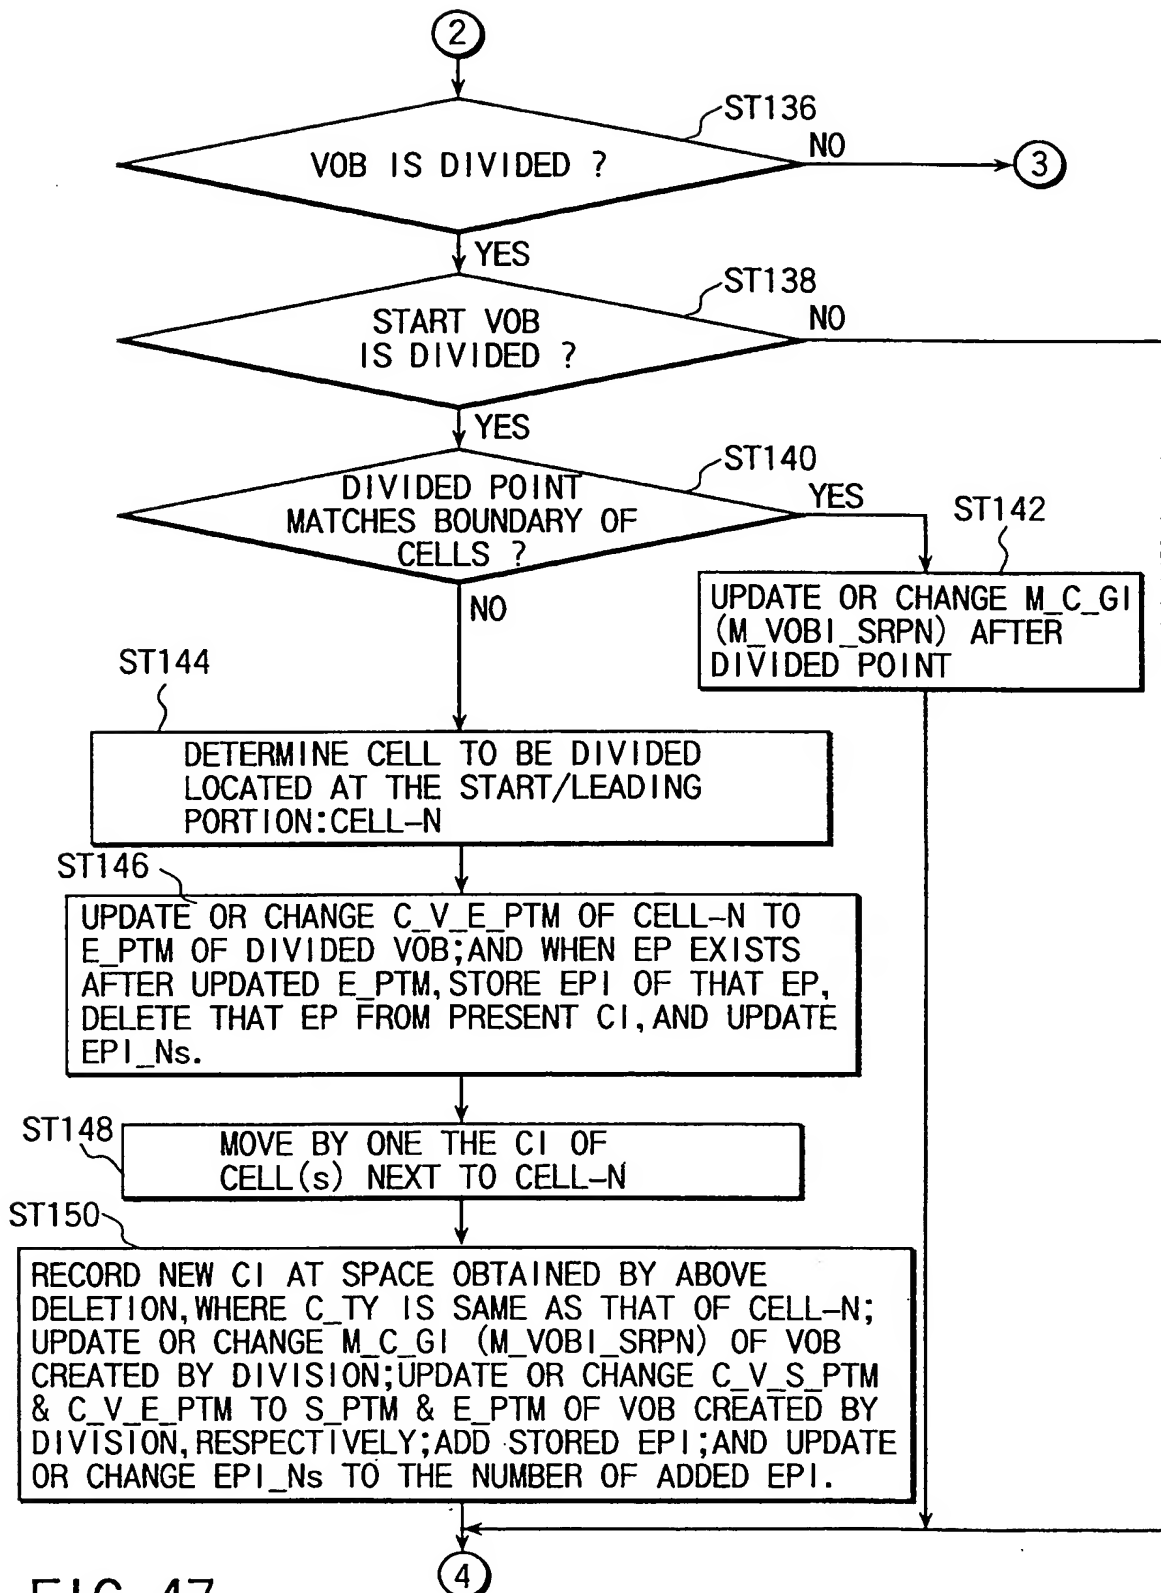 2
ST136
VOB IS DIVIDED ?
NO
3
YES
ST138
START VOB
IS DIVIDED ?
NO
YES
ST140
DIVIDED POINT
MATCHES BOUNDARY OF
CELLS ?
YES
NO
ST142
UPDATE OR CHANGE M_C_GI
(M_VOBI_SRPN) AFTER
DIVIDED POINT
ST144
DETERMINE CELL TO BE DIVIDED
LOCATED AT THE START/LEADING
PORTION:CELL-N
ST146
UPDATE OR CHANGE C_V_E_PTM OF CELL-N TO
E_PTM OF DIVIDED VOB;AND WHEN EP EXISTS
AFTER UPDATED E_PTM,STORE EPI OF THAT EP,
DELETE THAT EP FROM PRESENT CI,AND UPDATE
EPI_Ns.
ST148
MOVE BY ONE THE CI OF
CELL(s) NEXT TO CELL-N
ST150
RECORD NEW CI AT SPACE OBTAINED BY ABOVE
DELETION,WHERE C_TY IS SAME AS THAT OF CELL-N;
UPDATE OR CHANGE M_C_GI (M_VOBI_SRPN) OF VOB
CREATED BY DIVISION;UPDATE OR CHANGE C_V_S_PTM
& C_V_E_PTM TO S_PTM & E_PTM OF VOB CREATED BY
DIVISION,RESPECTIVELY;ADD STORED EPI;AND UPDATE
OR CHANGE EPI_Ns TO THE NUMBER OF ADDED EPI.
4
FIG. 47